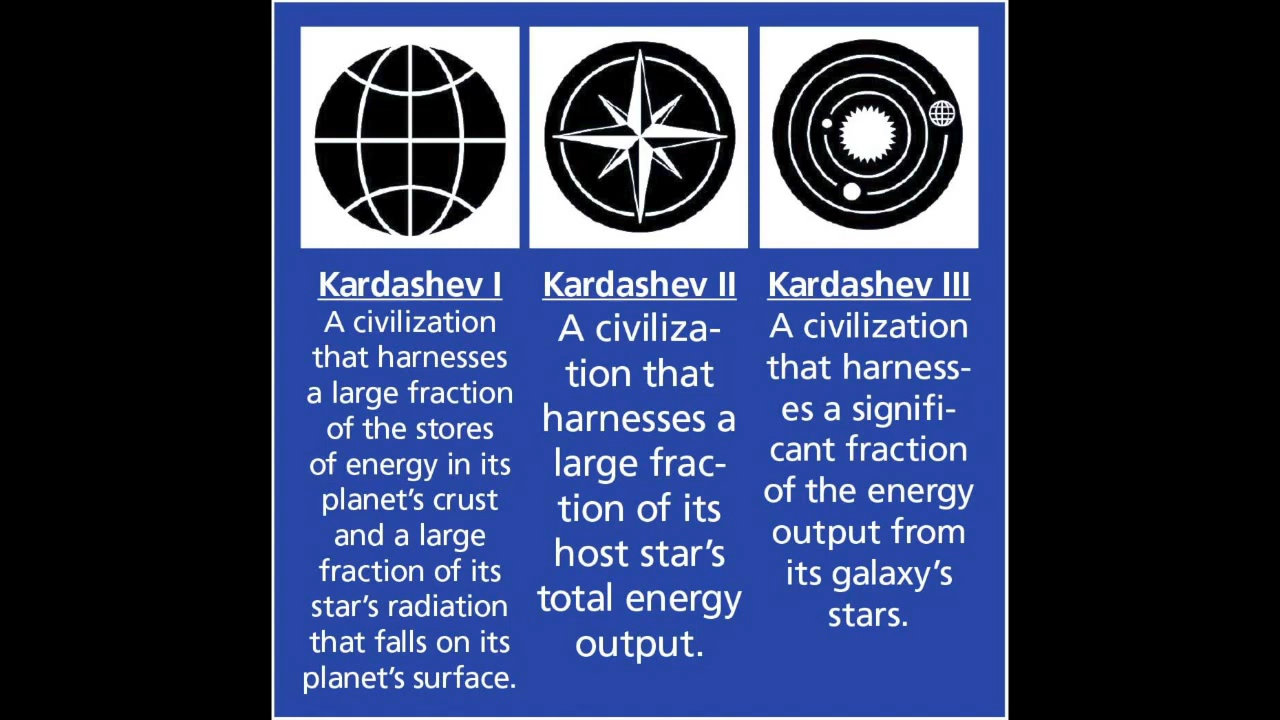 Kardashev I
A civilization
that harnesses
a large fraction
of the stores
of energy in its
planet's crust
and a large
fraction of its
star's radiation
that falls on its
planet's surface.
Kardashev II
A civiliza-
tion that
harnesses a
large frac-
tion of its
host star's
total energy
output.
Kardashev III
A civilization
that harness-
es a signifi-
cant fraction
of the energy
output from
its galaxy's
stars.